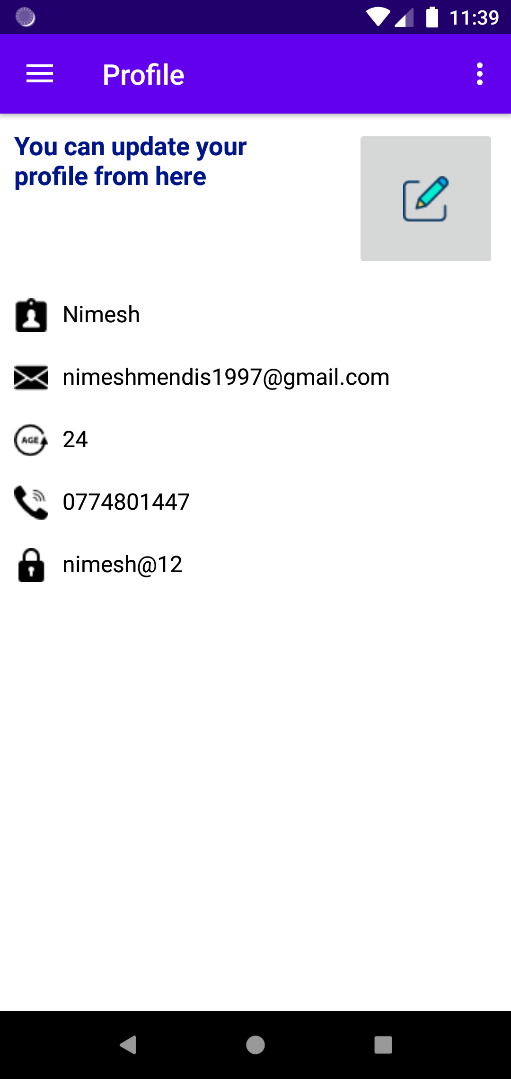 11:39
Profile
You can update your
profile from here
Nimesh
nimeshmendis1997@gmail.com
AGE
24
0774801447
nimesh@12